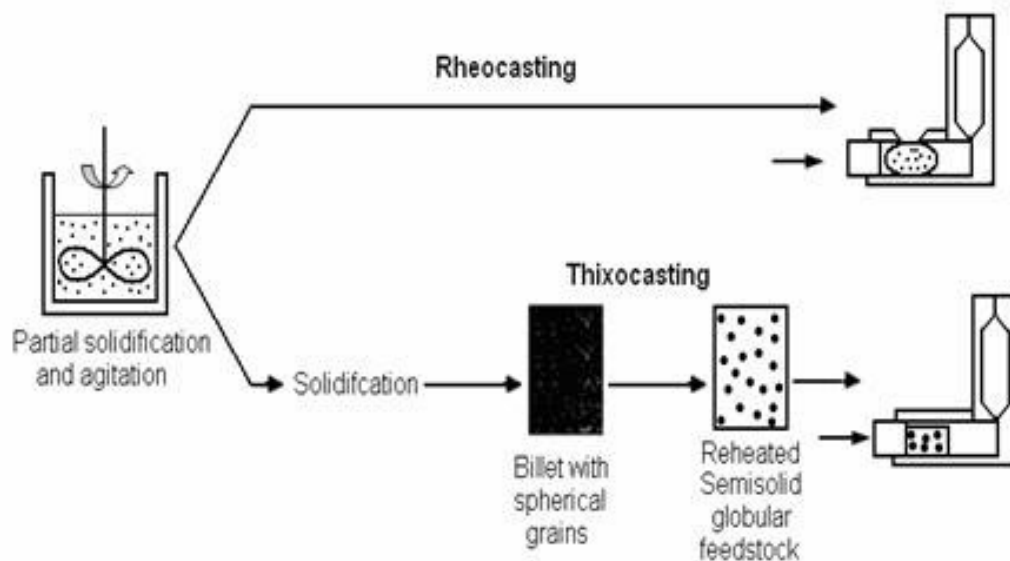 Rheocasting
Partial solidification
and agitation
Thixocasting
Solidifcation
Billet with
spherical
grains
Reheated
Semisolid
globular
feedstock